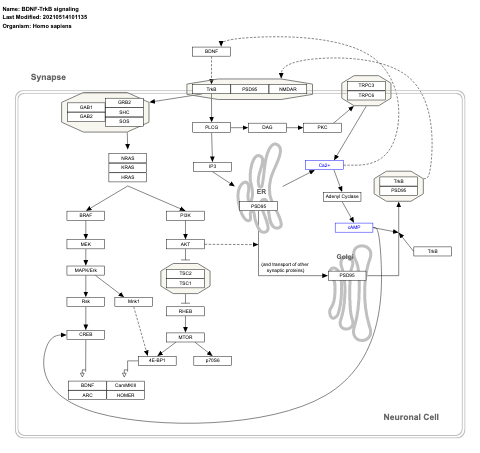 Name: BDNF-TrkB signaling
Last Modified: 20210514101135
Organism: Homo sapiens
BDNF
Synapse
TrkB
PSD95
NMDAR
TRPC3
TRPC6
GAB1
GAB2
GRB2
SHC
SOS
PLCG
DAG
PKC
NRAS
KRAS
HRAS
IP3
Ca2+
ER
TrkB
PSD95
Adenyl Cyclase
PSD95
BRAF
PI3K
cAMP
MEK
AKT
TrkB
Golgi
MAPK/Erk
TSC2
TSC1
(and transport of other
synaptic proteins)
PSD95
Rsk
Mnk1
RHEB
CREB
MTOR
4E-BP1
p70S6
BDNF
CamMKIII
ARC
HOMER
Neuronal Cell